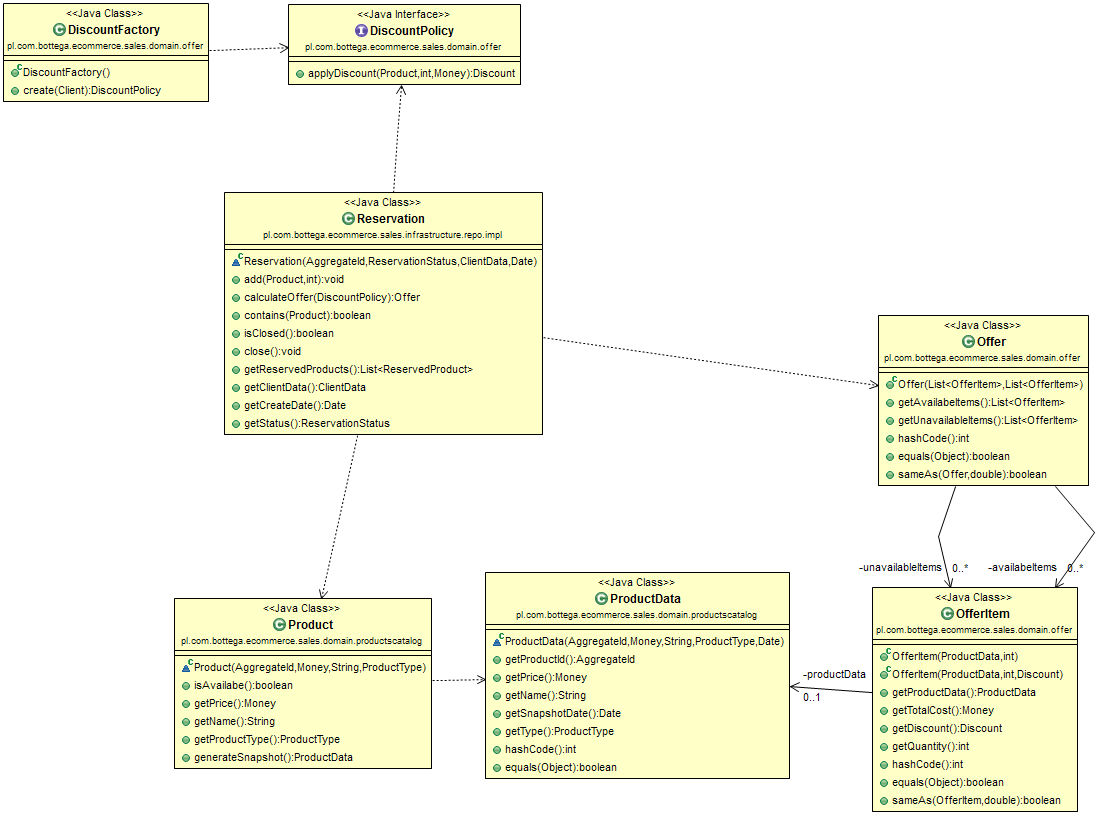 <<Java Class>>
DiscountFactory
pl.com.bottega.ecommerce.sales.domain.offer
DiscountFactory()
create(Client):DiscountPolicy
<<Java Interface>>
DiscountPolicy
pl.com.bottega.ecommerce.sales.domain.offer
applyDiscount(Product,int,Money):Discount
<<Java Class>>
Reservation
pl.com.bottega.ecommerce.sales.infrastructure.repo.impl
Reservation(AggregateId,ReservationStatus,ClientData,Date)
add(Product,int):void
calculateOffer(DiscountPolicy):Offer
contains(Product):boolean
isClosed():boolean
close():void
getReservedProducts():List<ReservedProduct>
getClientData():ClientData
getCreateDate():Date
getStatus():ReservationStatus
<<Java Class>>
Offer
pl.com.bottega.ecommerce.sales.domain.offer
Offer(List<OfferItem>,List<OfferItem>)
getAvailabeItems():List<OfferItem>
getUnavailableItems():List<OfferItem>
hashCode():int
equals(Object):boolean
sameAs(Offer,double):boolean
-unavailableItems 0..*
-availabeItems 0..*
<<Java Class>>
Product
pl.com.bottega.ecommerce.sales.domain.productscatalog
Product(AggregateId,Money,String,ProductType)
isAvailabe():boolean
getPrice():Money
getName():String
getProductType():ProductType
generateSnapshot():ProductData
<<Java Class>>
ProductData
pl.com.bottega.ecommerce.sales.domain.productscatalog
ProductData(AggregateId,Money,String,ProductType,Date)
getProductId():AggregateId
getPrice():Money
getName():String
getSnapshotDate():Date
getType():ProductType
hashCode():int
equals(Object):boolean
-productData
0..1
<<Java Class>>
OfferItem
pl.com.bottega.ecommerce.sales.domain.offer
OfferItem(ProductData,int)
OfferItem(ProductData,int,Discount)
getProductData():ProductData
getTotalCost():Money
getDiscount():Discount
getQuantity():int
hashCode():int
equals(Object):boolean
sameAs(OfferItem,double):boolean